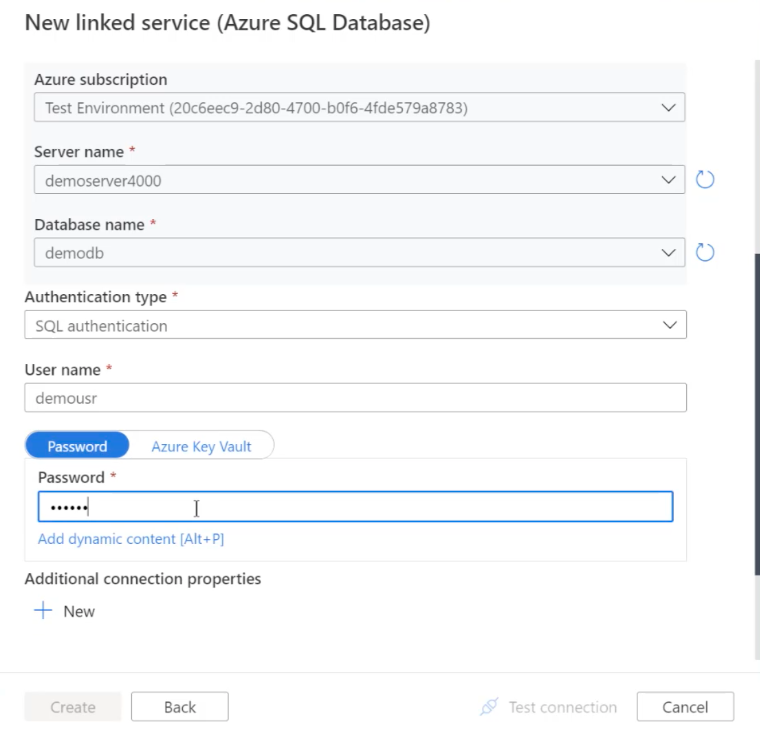 New linked service (Azure SQL Database)
Azure subscription
Test Environment (20c6eec9-2d80-4700-b0f6-4fde579a8783)
Server name *
demoserver4000
Database name *
demodb
Authentication type *
SQL authentication
User name *
demousr
Password Azure Key Vault
Password *
••••••
Add dynamic content [Alt+P]
Additional connection properties
New
Create Back Test connection Cancel